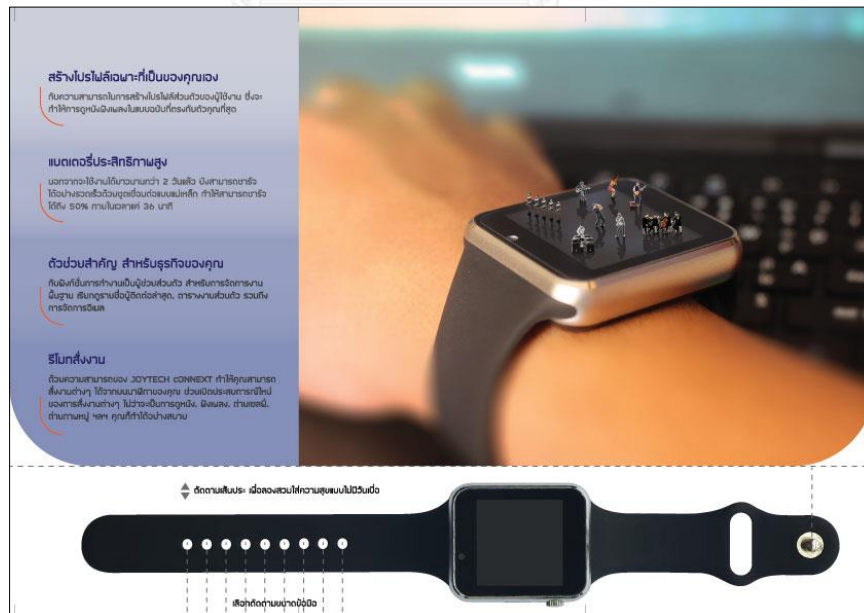 สร้างโปรไฟล์เฉพาะที่เป็นของคุณเอง
กับความสามารถในการสร้างโปรไฟล์ส่วนตัวของผู้ใช้งาน ซึ่งจะ
ทำให้การดูหนังฟังเพลงในแบบฉบับที่ตรงกับตัวคุณที่สุด
แบตเตอรี่ประสิทธิภาพสูง
นอกจากจะใช้งานได้ยาวนานกว่า 2 วันแล้ว ยังสามารถชาร์จ
ได้อย่างรวดเร็วด้วยชุดเชื่อมต่อแบบแม่เหล็ก ทำให้สามารถชาร์จ
ได้ถึง 50% ภายในเวลาแค่ 36 นาที
ตัวช่วยสำคัญ สำหรับธุรกิจของคุณ
กับฟังก์ชั่นการทำงานเป็นผู้ช่วยส่วนตัว สำหรับการจัดการงาน
พื้นฐาน เรียกดูรายชื่อผู้ติดต่อล่าสุด, ตารางงานส่วนตัว รวมถึง
การจัดการอีเมล
รีโมทสั่งงาน
ด้วยความสามารถของ JOYTECH cONNEXT ทำให้คุณสามารถ
สั่งงานต่างๆ ได้จากบนนาฬิกาของคุณ ช่วยเปิดประสบการณ์ใหม่
ของการสั่งงานต่างๆ ไม่ว่าจะเป็นการดูหนัง, ฟังเพลง, ถ่ายเซลฟี่,
ถ่ายภาพหมู่ ฯลฯ คุณก็ทำได้อย่างสบาย
ตัดตามเส้นประ เพื่อลองสวมใส่ความสุขแบบไม่มีวันเบื่อ
เลือกตัดตามขนาดข้อมือ